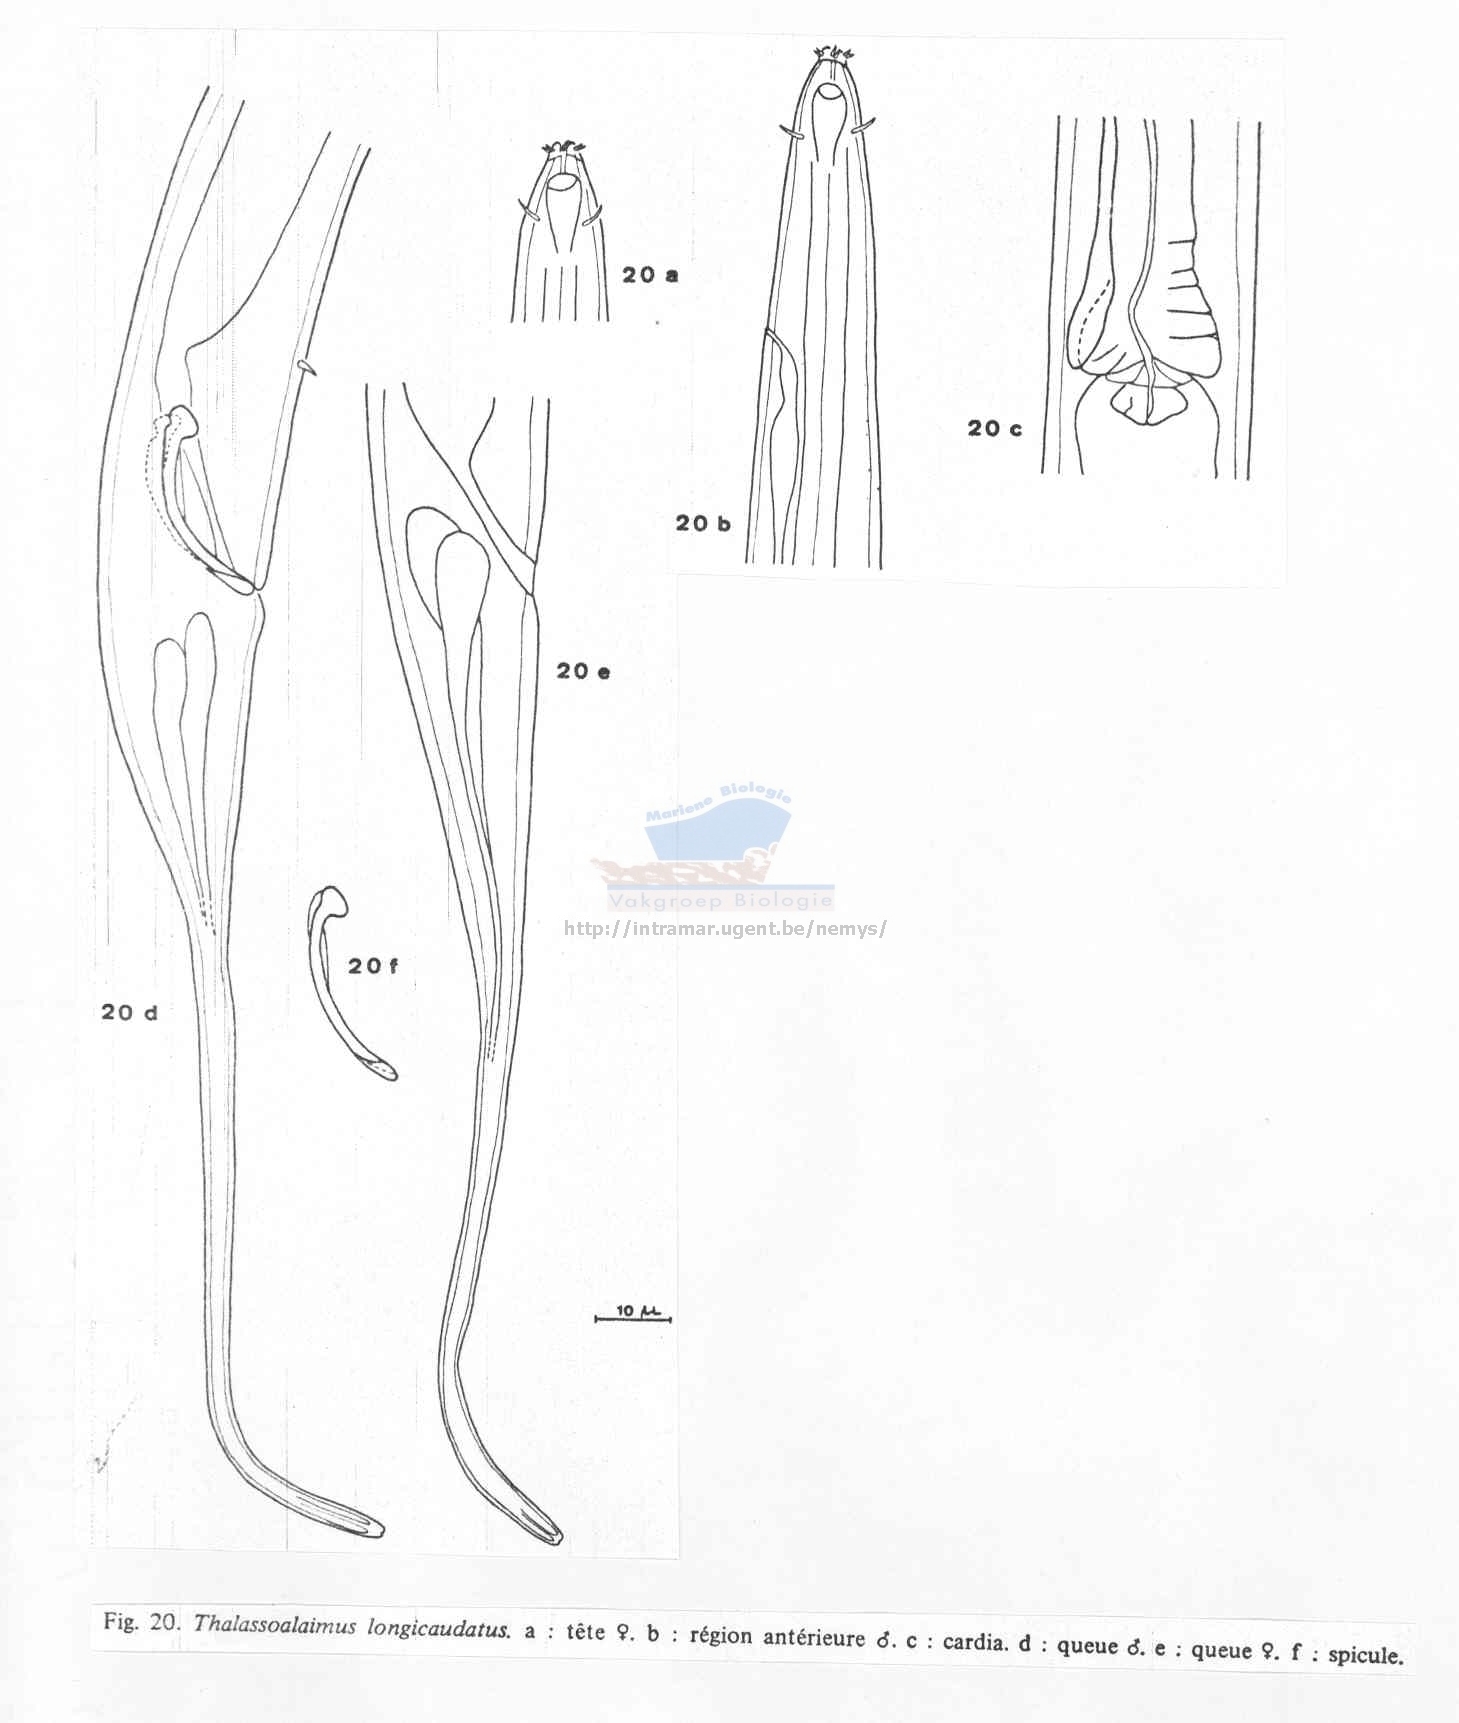 20 a
20 b
20 c
20 e
Mariene Biologie
Vakgroep Biologie
http://intramar.ugent.be/nemys/
20 f
20 d
10 µ
Fig. 20. Thalassoalaimus longicaudatus. a : tête ♀. b : région antérieure ♂. c : cardia. d : queue ♂. e : queue ♀. f : spicule.